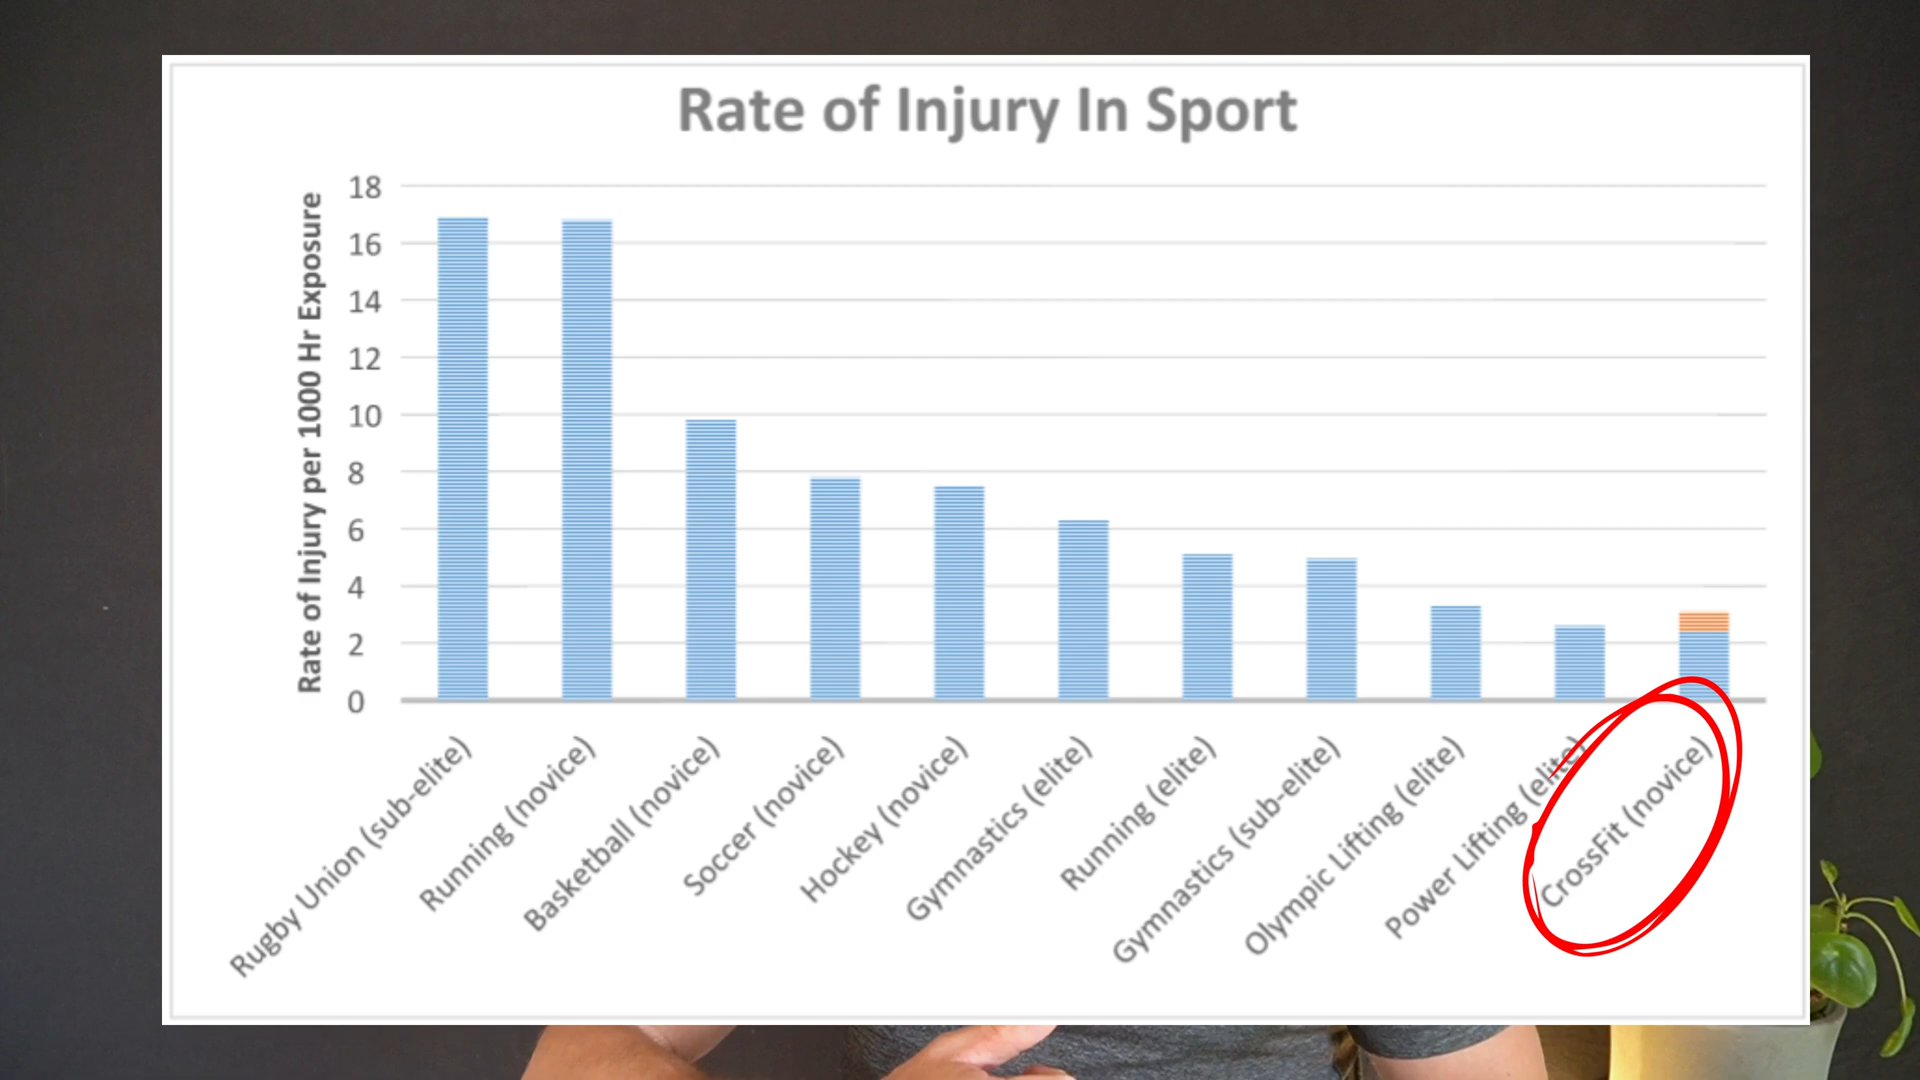 Rate of Injury In Sport
Rate of Injury per 1000 Hr Exposure
18
16
14
12
10
8
6
4
2
0
Rugby Union (sub-elite)
Running (novice)
Basketball (novice)
Soccer (novice)
Hockey (novice)
Gymnastics (elite)
Running (elite)
Gymnastics (sub-elite)
Olympic Lifting (elite)
Power Lifting (elite)
CrossFit (novice)